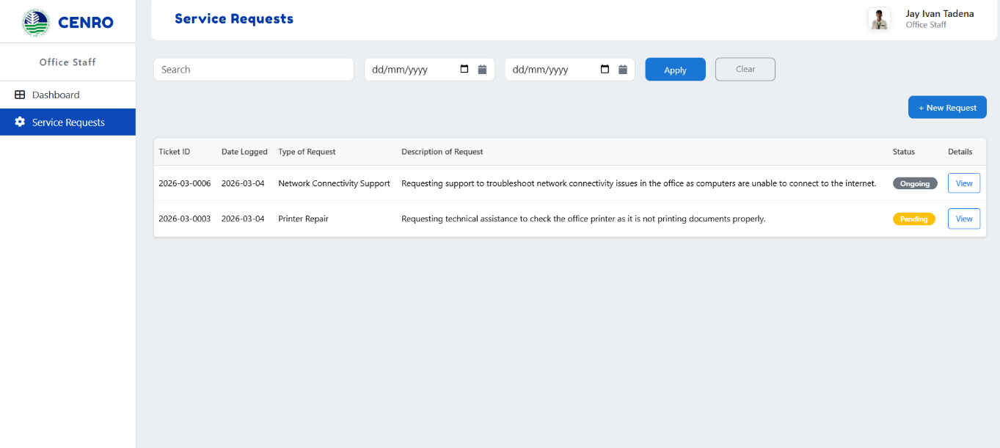 CENRO
Service Requests
Jay Ivan Tadena
Office Staff
Office Staff
Search
dd/mm/yyyy
dd/mm/yyyy
Apply
Clear
Dashboard
Service Requests
+ New Request
Ticket ID Date Logged Type of Request Description of Request Status Details
2026-03-0006 2026-03-04 Network Connectivity Support Requesting support to troubleshoot network connectivity issues in the office as computers are unable to connect to the internet. Ongoing View
2026-03-0003 2026-03-04 Printer Repair Requesting technical assistance to check the office printer as it is not printing documents properly. Pending View